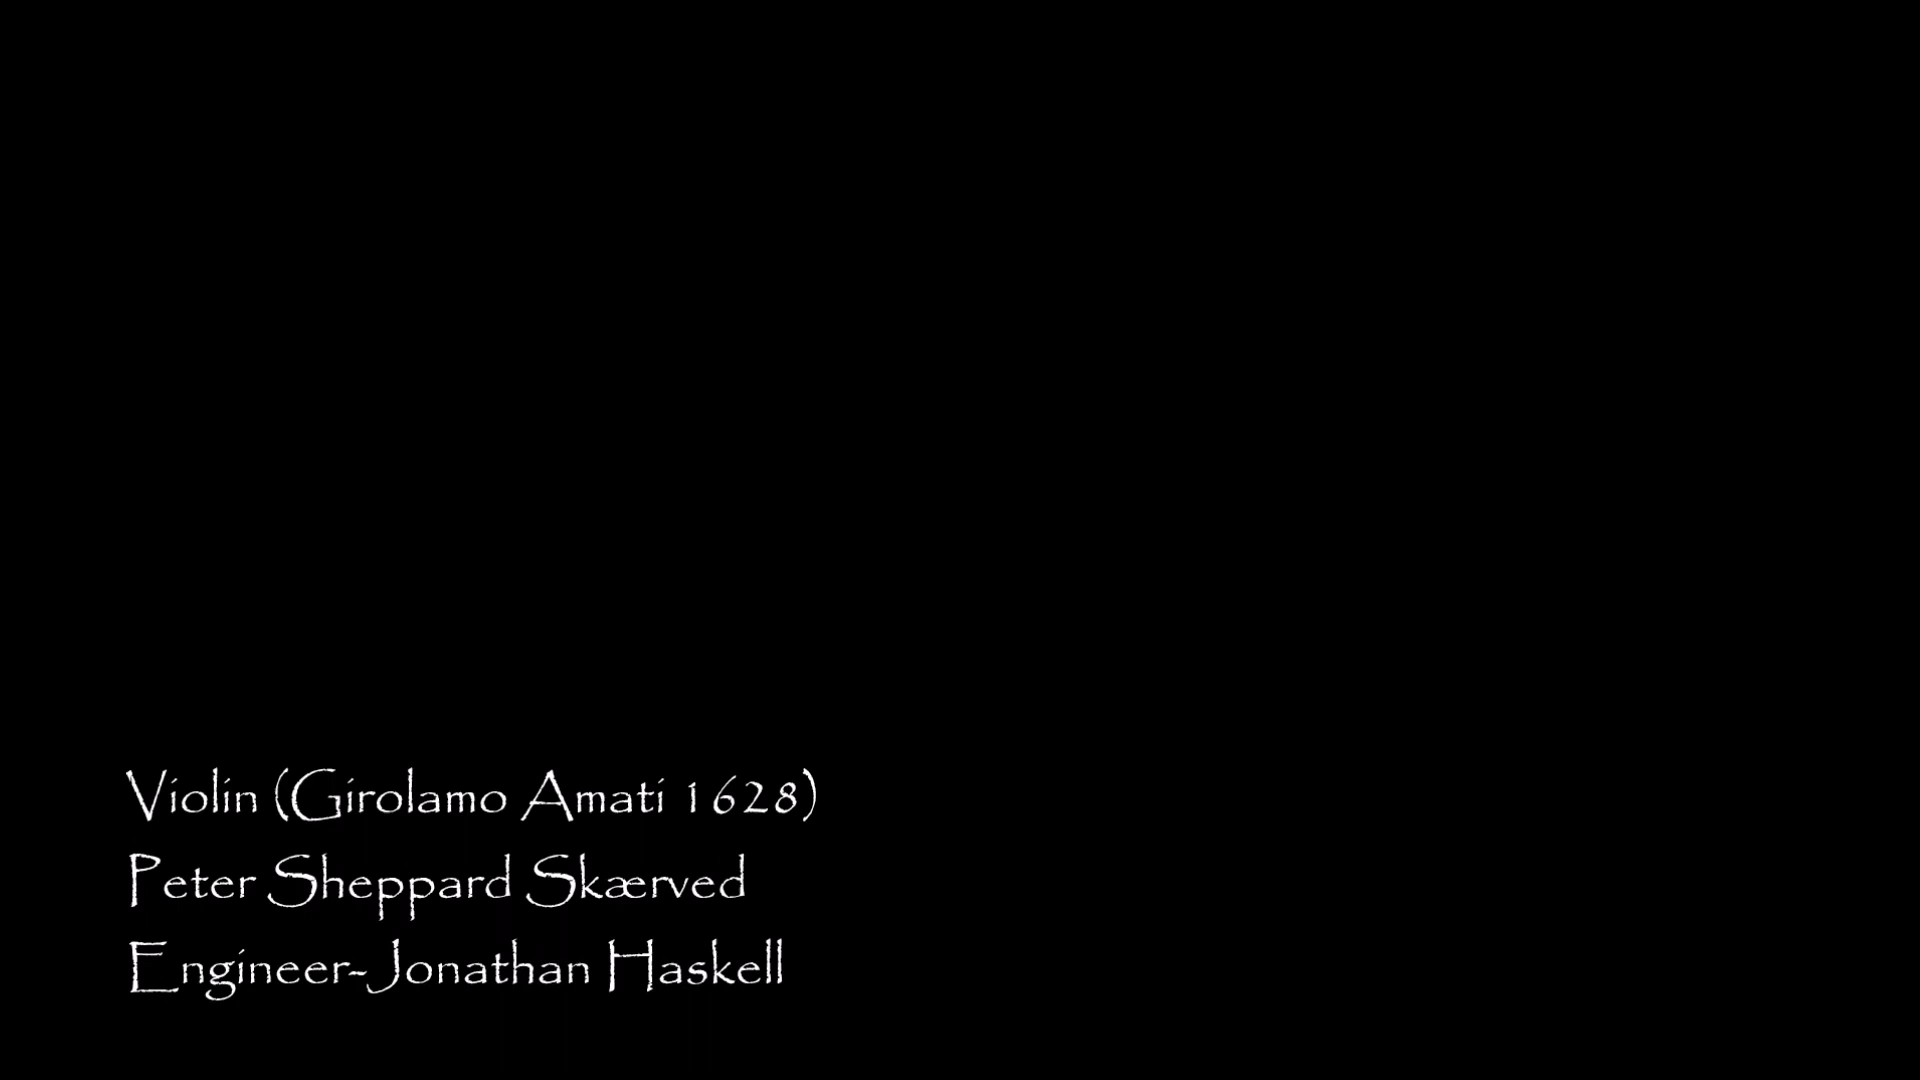 Violin (Girolamo Amati 1628)
Peter Sheppard Skærved
Engineer-Jonathan Haskell